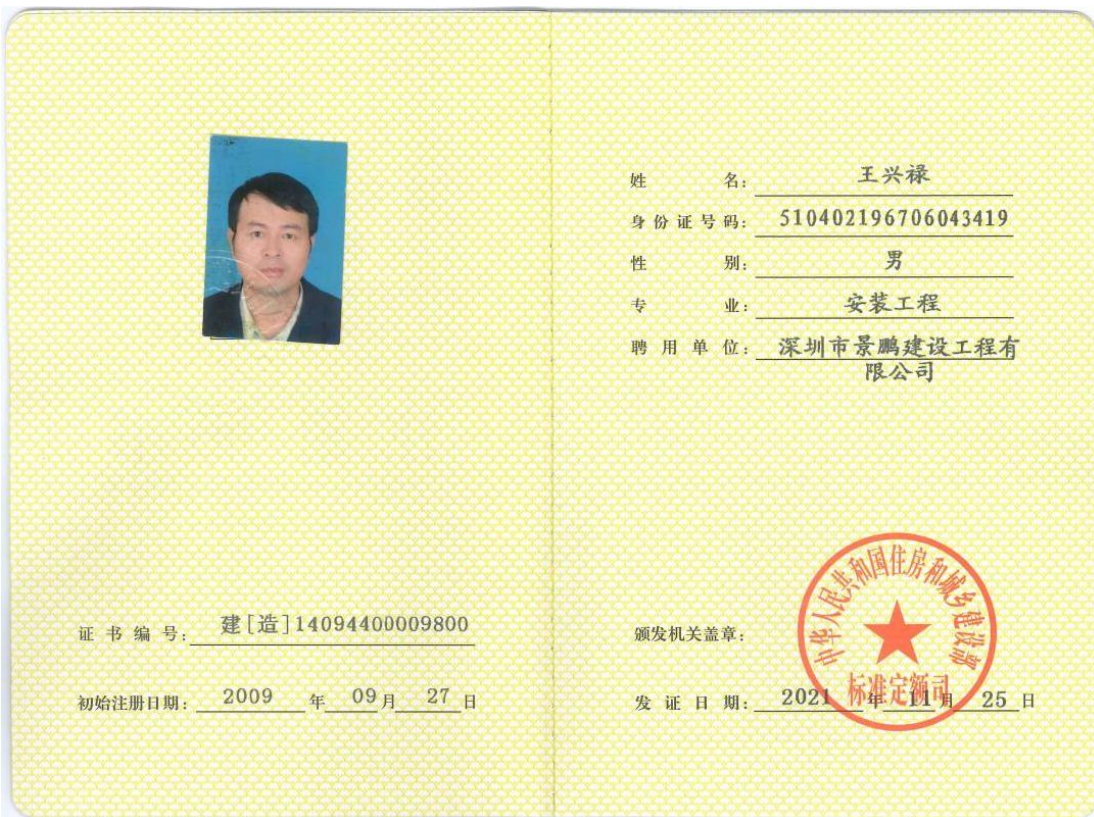 姓 名: 王兴禄
身份证号码: 510402196706043419
性 别: 男
专 业: 安装工程
聘用单位: 深圳市景鹏建设工程有
限公司
证书编号: 建[造]14094400009800
初始注册日期: 2009 年 09 月 27 日
中华人民共和国住房和城乡建设部
标准定额司
颁发机关盖章:
发证日期: 2021 年 11 月 25 日